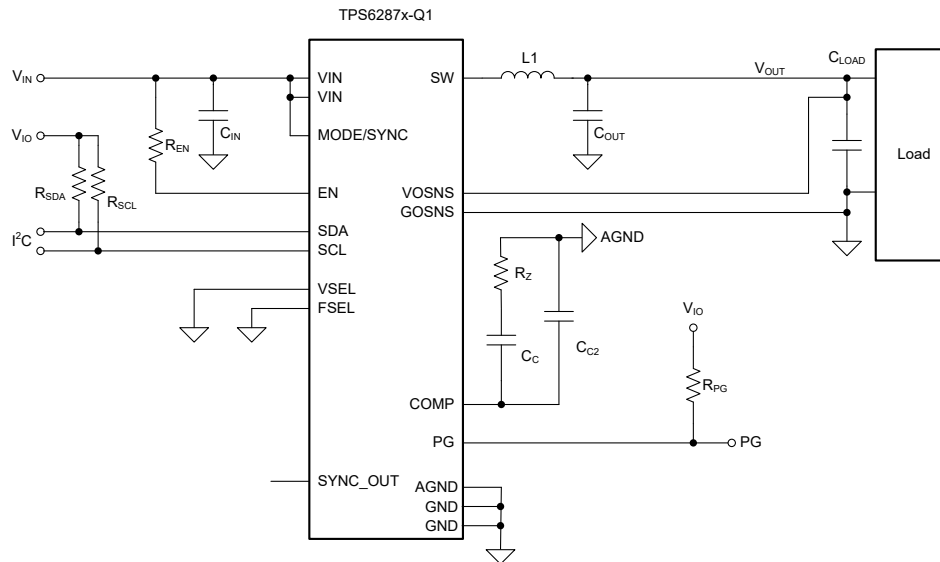 TPS6287x-Q1
VIN
VIN
VIN
MODE/SYNC
SW
L1
VOUT
CLOAD
CIN
COUT
VIO
REN
Load
EN
VOSNS
GOSNS
RSDA
RSCL
I²C
SDA
SCL
AGND
VSEL
FSEL
RZ
CC
CC2
VIO
RPG
COMP
PG
PG
SYNC_OUT
AGND
GND
GND